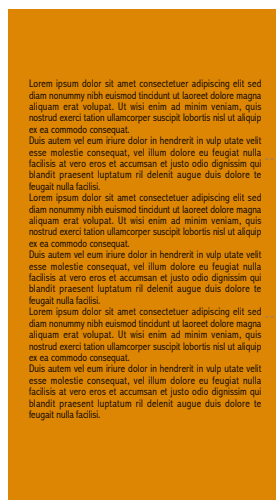 Lorem ipsum dolor sit amet consectetuer adipiscing elit sed
diam nonummy nibh euismod tincidunt ut laoreet dolore magna
aliquam erat volupat. Ut wisi enim ad minim veniam, quis
nostrud exerci tation ullamcorper suscipit lobortis nisl ut aliquip
ex ea commodo consequat.
Duis autem vel eum iriure dolor in hendrerit in vulp utate velit
esse molestie consequat, vel illum dolore eu feugiat nulla
facilisis at vero eros et accumsan et justo odio dignissim qui
blandit praesent luptatum ril delenit augue duis dolore te
feugait nulla facilisi.
Lorem ipsum dolor sit amet consectetuer adipiscing elit sed
diam nonummy nibh euismod tincidunt ut laoreet dolore magna
aliquam erat volupat. Ut wisi enim ad minim veniam, quis
nostrud exerci tation ullamcorper suscipit lobortis nisl ut aliquip
ex ea commodo consequat.
Duis autem vel eum iriure dolor in hendrerit in vulp utate velit
esse molestie consequat, vel illum dolore eu feugiat nulla
facilisis at vero eros et accumsan et justo odio dignissim qui
blandit praesent luptatum ril delenit augue duis dolore te
feugait nulla facilisi.
Lorem ipsum dolor sit amet consectetuer adipiscing elit sed
diam nonummy nibh euismod tincidunt ut laoreet dolore magna
aliquam erat volupat. Ut wisi enim ad minim veniam, quis
nostrud exerci tation ullamcorper suscipit lobortis nisl ut aliquip
ex ea commodo consequat.
Duis autem vel eum iriure dolor in hendrerit in vulp utate velit
esse molestie consequat, vel illum dolore eu feugiat nulla
facilisis at vero eros et accumsan et justo odio dignissim qui
blandit praesent luptatum ril delenit augue duis dolore te
feugait nulla facilisi.